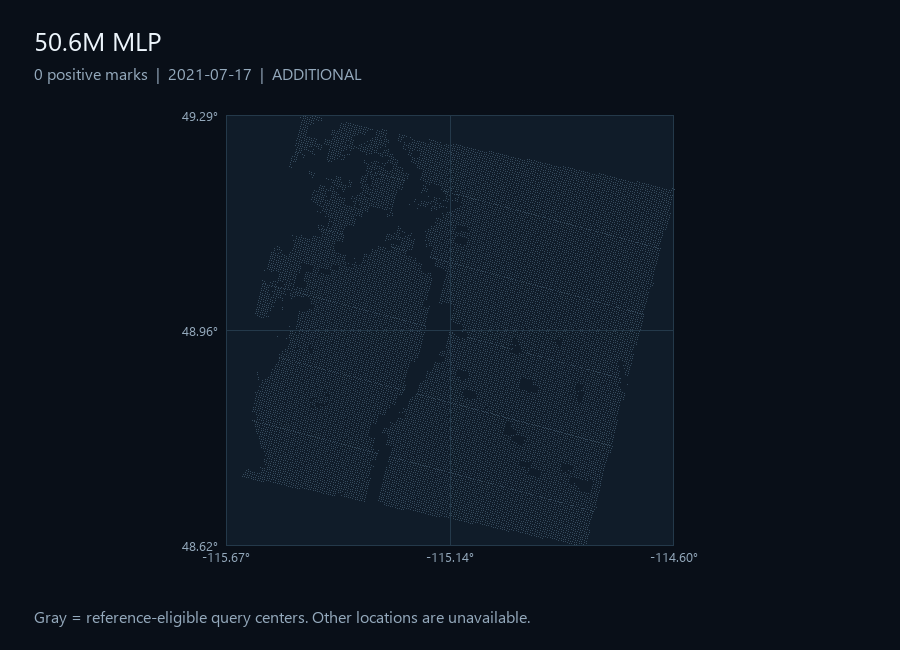 50.6M MLP
0 positive marks | 2021-07-17 | ADDITIONAL
49.29°
48.96°
48.62°
-115.67°
-115.14°
-114.60°
Gray = reference-eligible query centers. Other locations are unavailable.